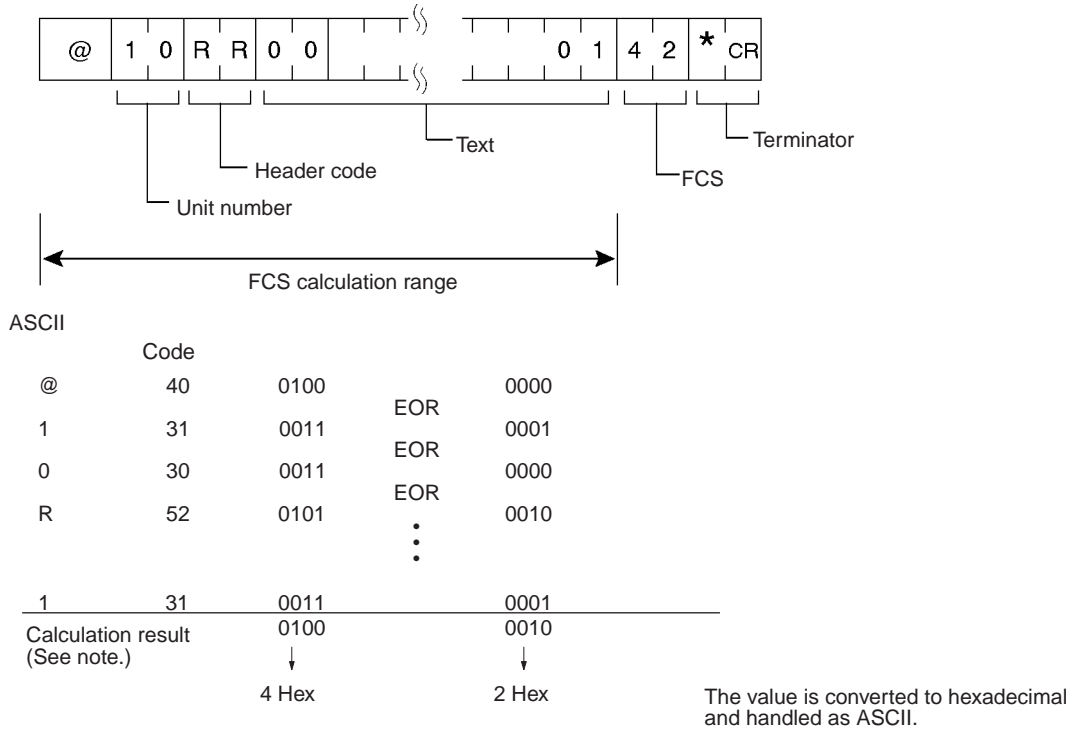 @ 1 0 R R 0 0 0 1 4 2 * CR
Text
Terminator
Header code
FCS
Unit number
FCS calculation range
ASCII
Code
@ 40 0100 0000
EOR
1 31 0011 0001
EOR
0 30 0011 0000
EOR
R 52 0101 0010
1 31 0011 0001
Calculation result 0100 0010
(See note.)
4 Hex 2 Hex
The value is converted to hexadecimal
and handled as ASCII.